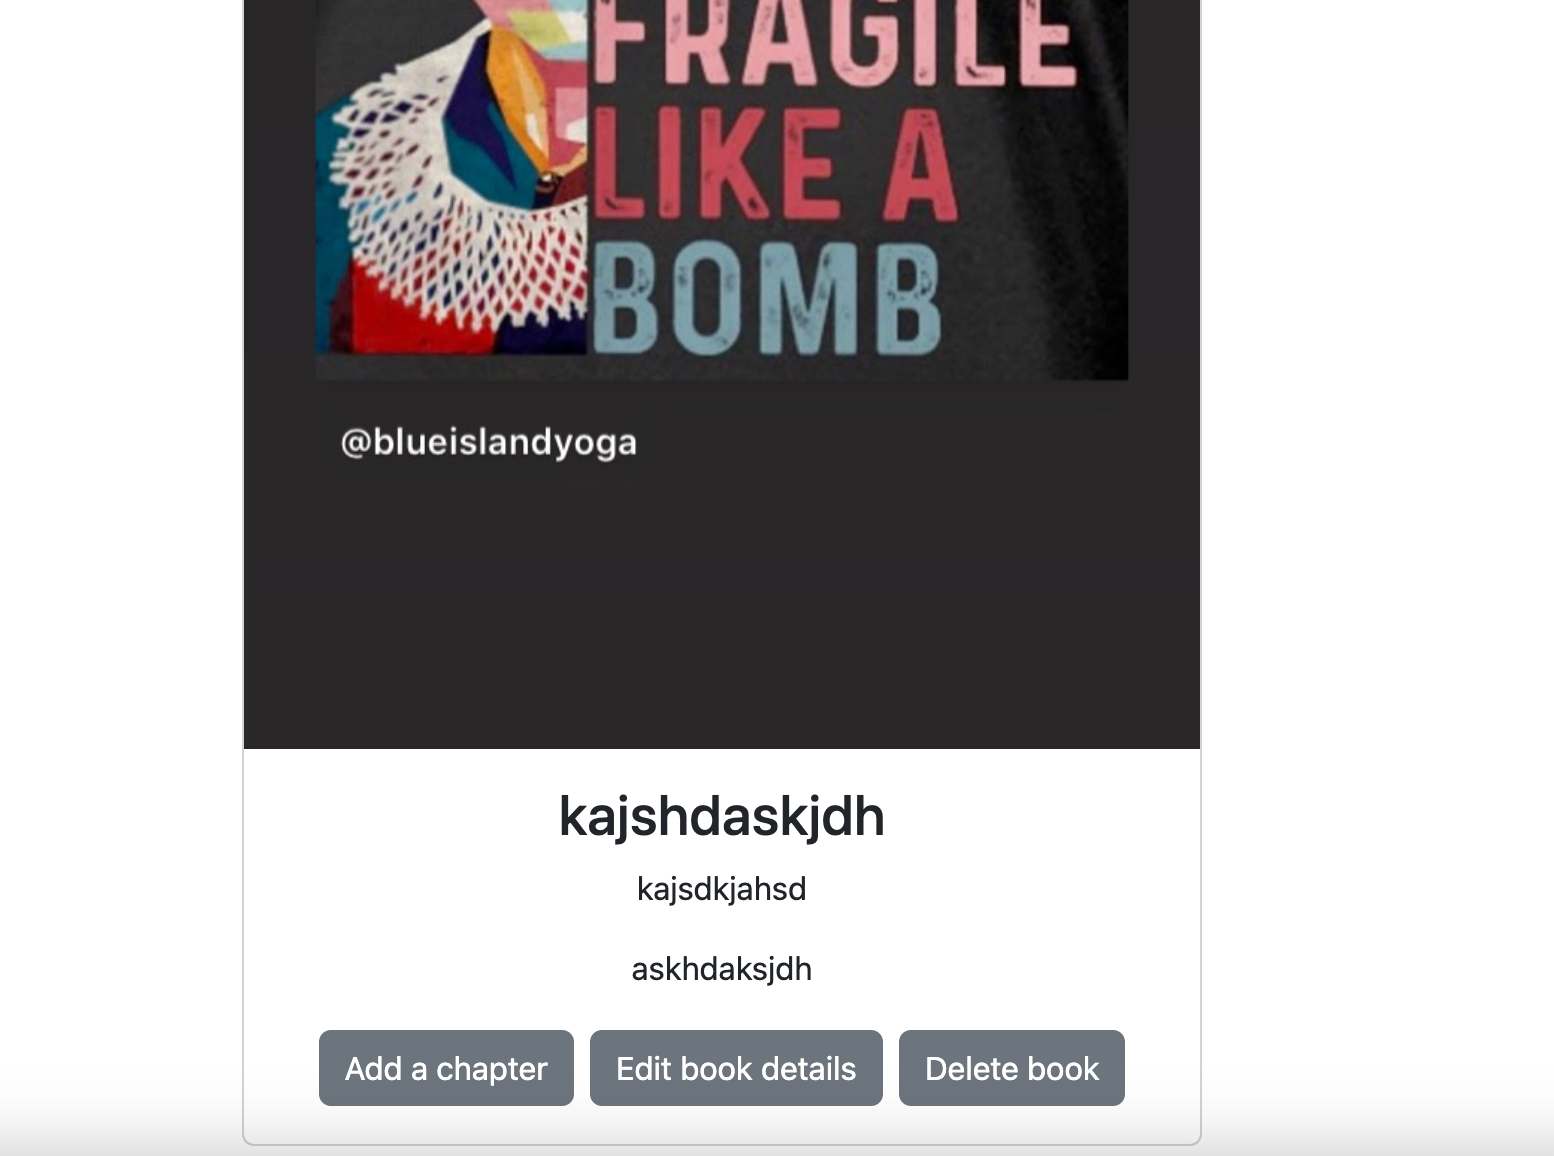 FRAGILE
LIKE A
BOMB
@blueislandyoga
kajshdaskjdh
kajsdkjahsd
askhdaksjdh
Add a chapter
Edit book details
Delete book